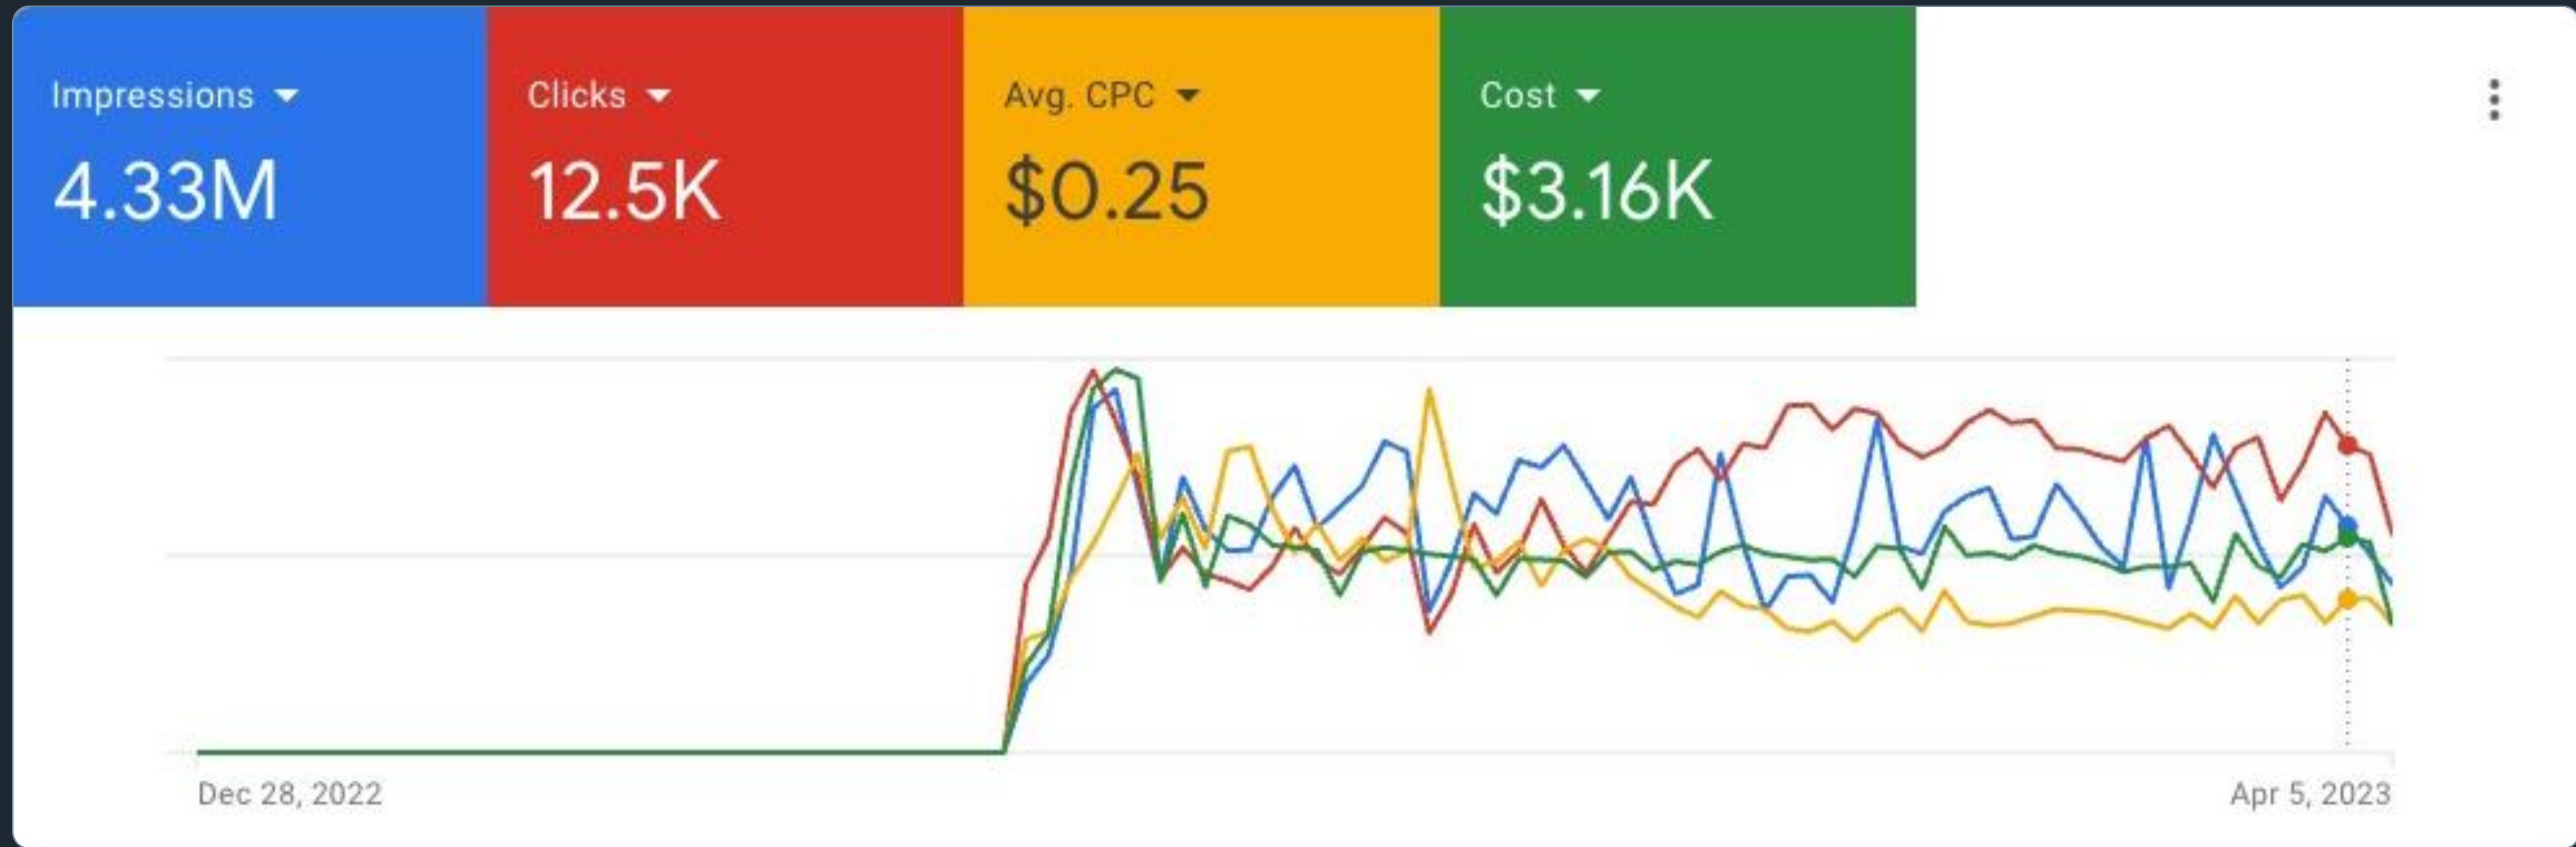 Impressions
4.33M
Clicks
12.5K
Avg. CPC
$0.25
Cost
$3.16K
Dec 28, 2022
Apr 5, 2023